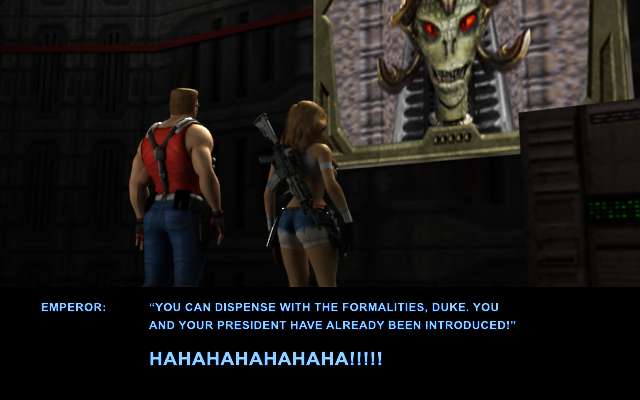 EMPEROR: “YOU CAN DISPENSE WITH THE FORMALITIES, DUKE. YOU
AND YOUR PRESIDENT HAVE ALREADY BEEN INTRODUCED!”
HAHAHAHAHAHAHA!!!!!